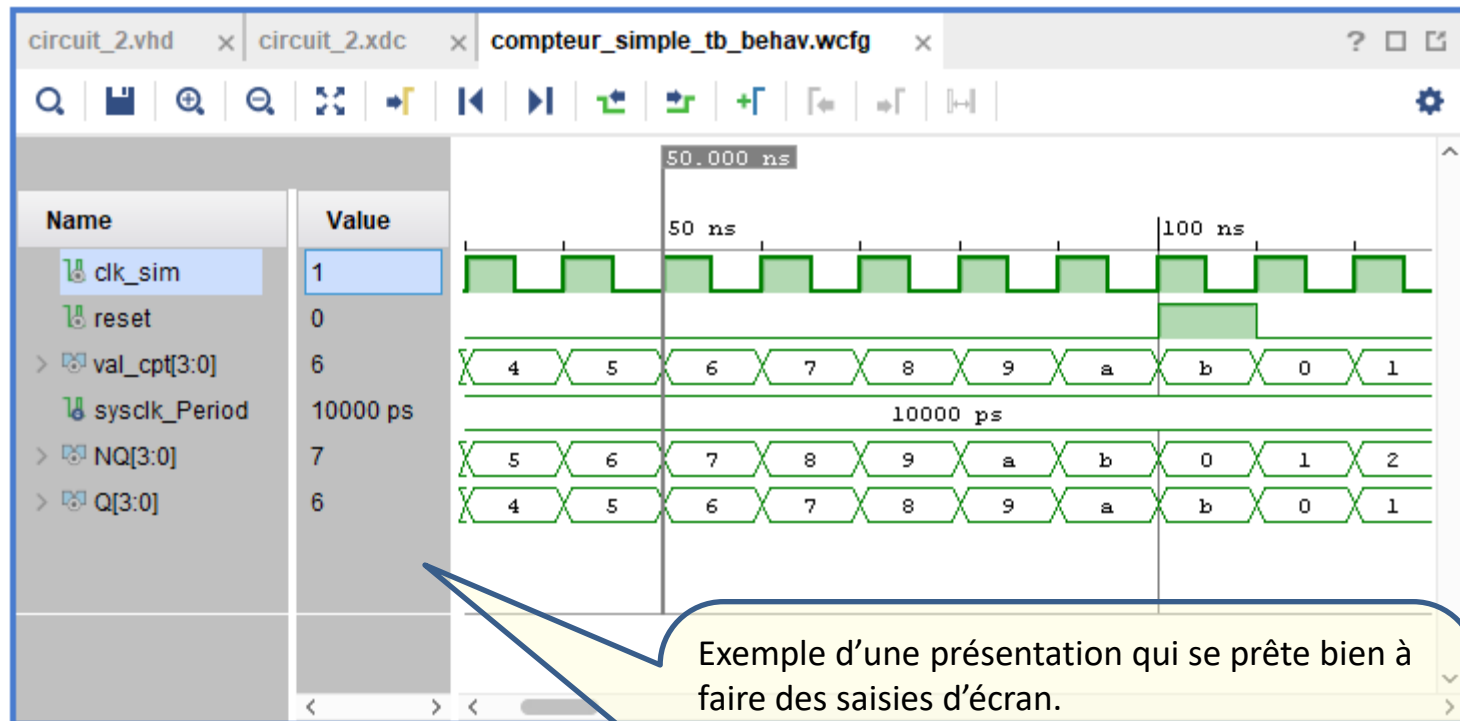 circuit_2.vhd × circuit_2.xdc × compteur_simple_tb_behav.wcfg × ?
50.000 ns
Name Value 50 ns 100 ns
clk_sim 1
reset 0
val_cpt[3:0] 6 4 5 6 7 8 9 a b 0 1
sysclk_Period 10000 ps 10000 ps
NQ[3:0] 7 5 6 7 8 9 a b 0 1 2
Q[3:0] 6 4 5 6 7 8 9 a b 0 1
Exemple d’une présentation qui se prête bien à
faire des saisies d’écran.